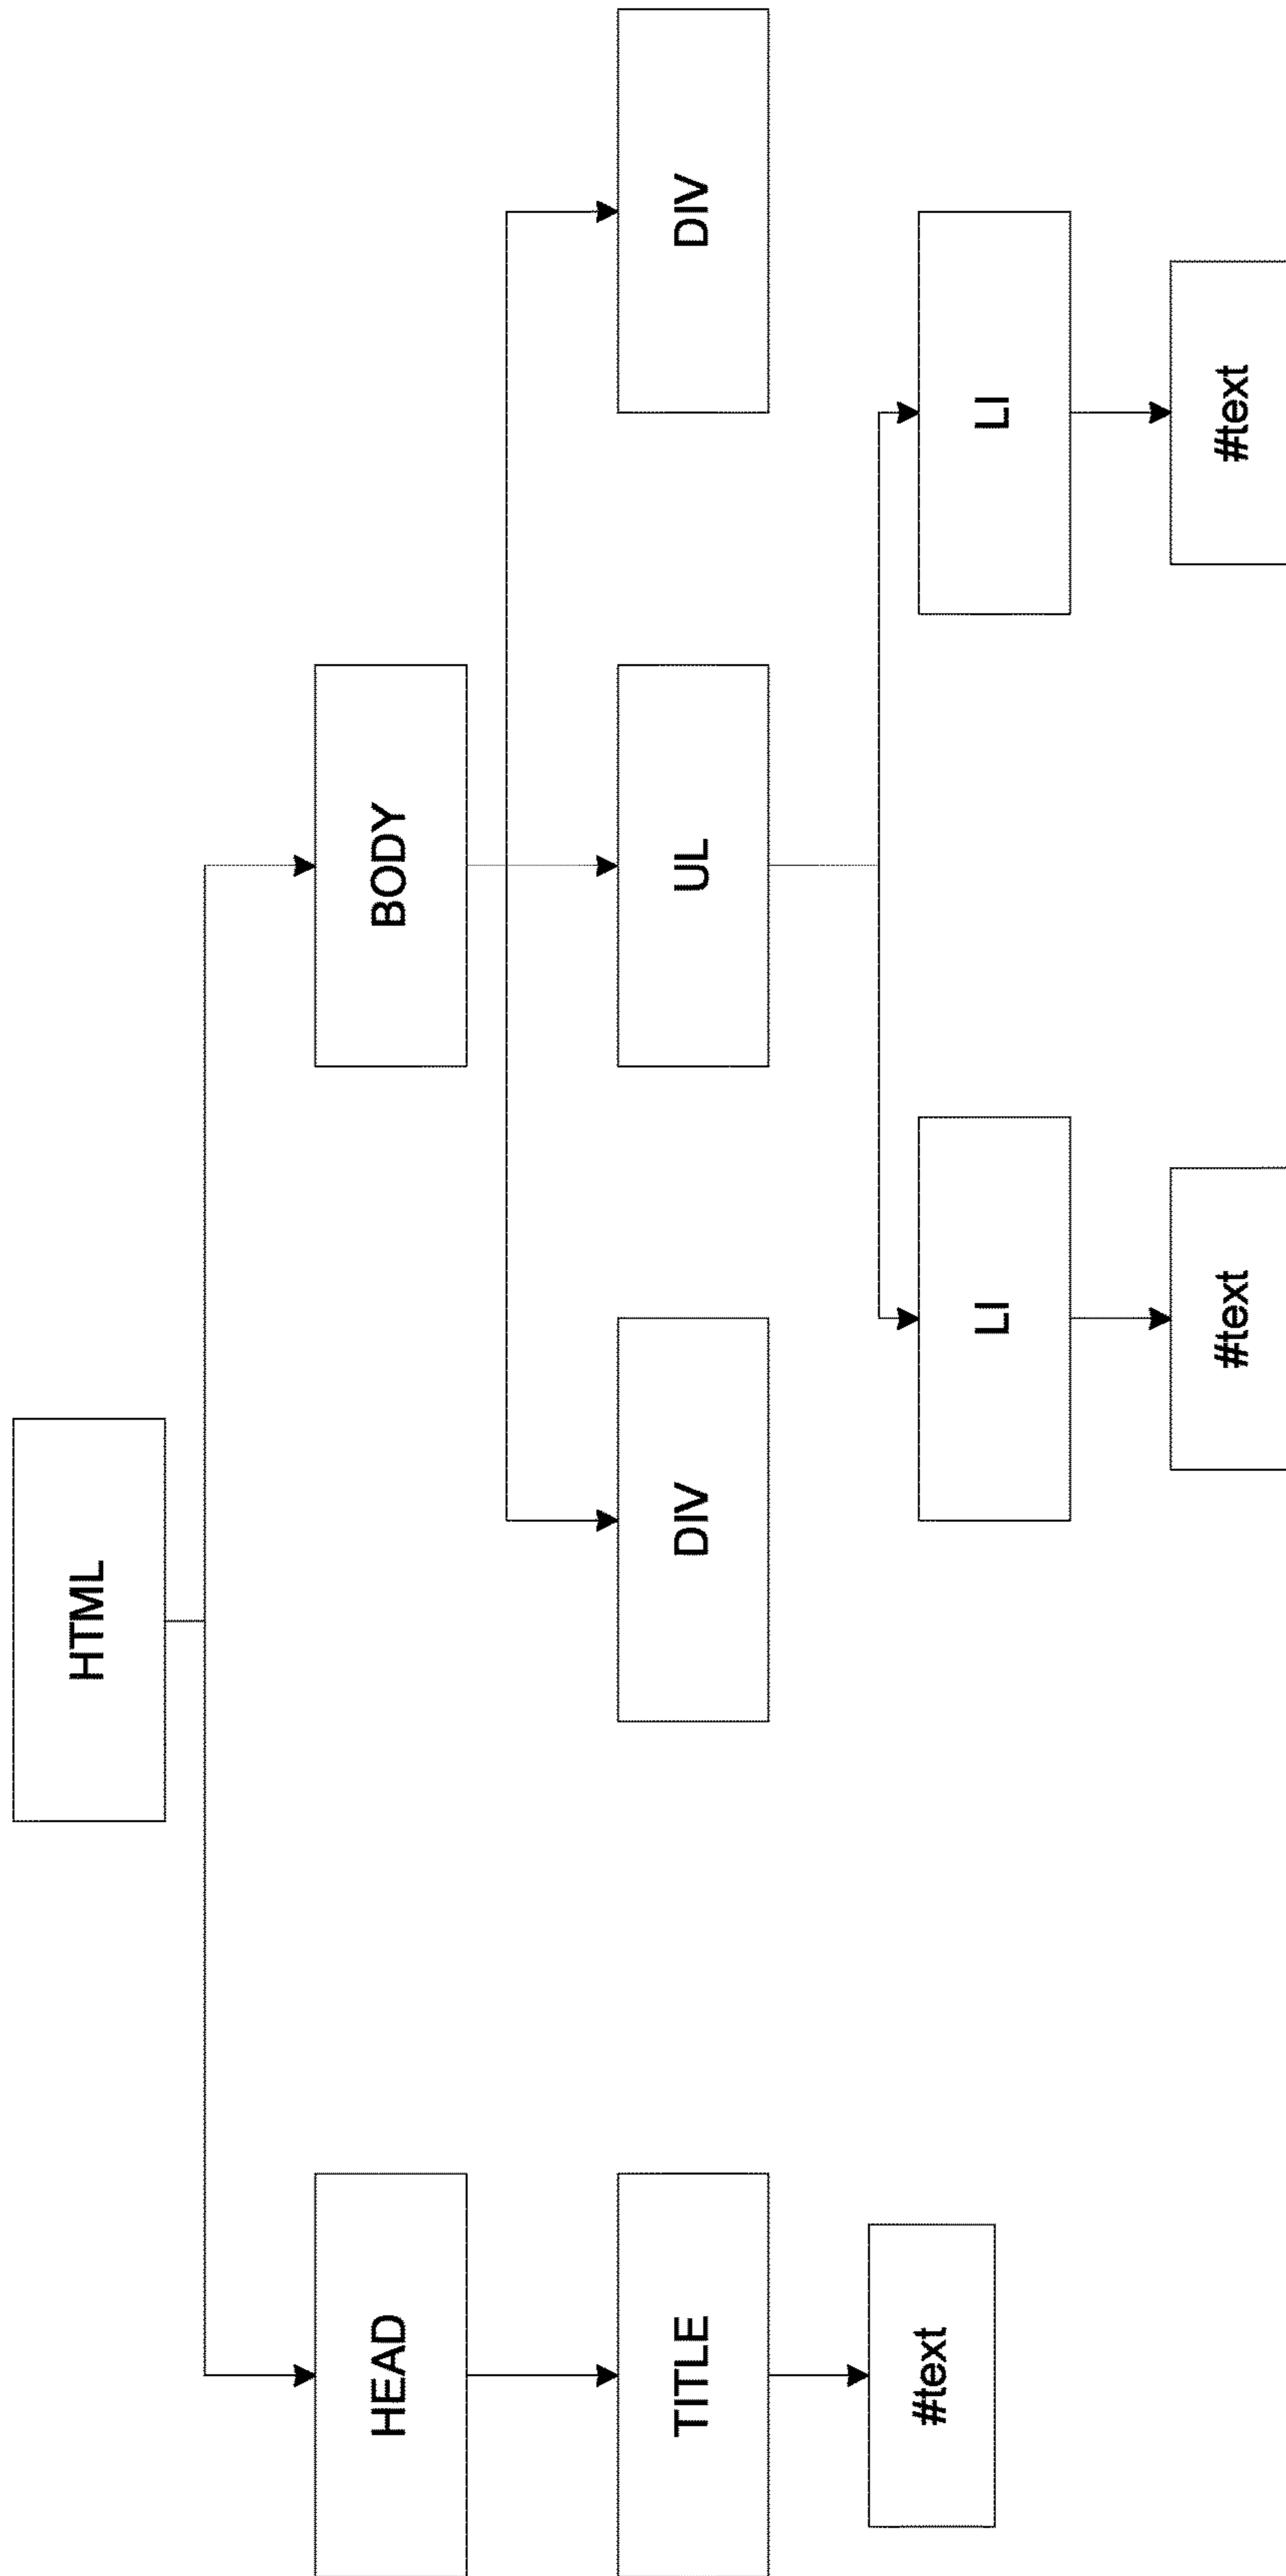 HTML
HEAD
BODY
TITLE
DIV
UL
DIV
#text
LI
LI
#text
#text